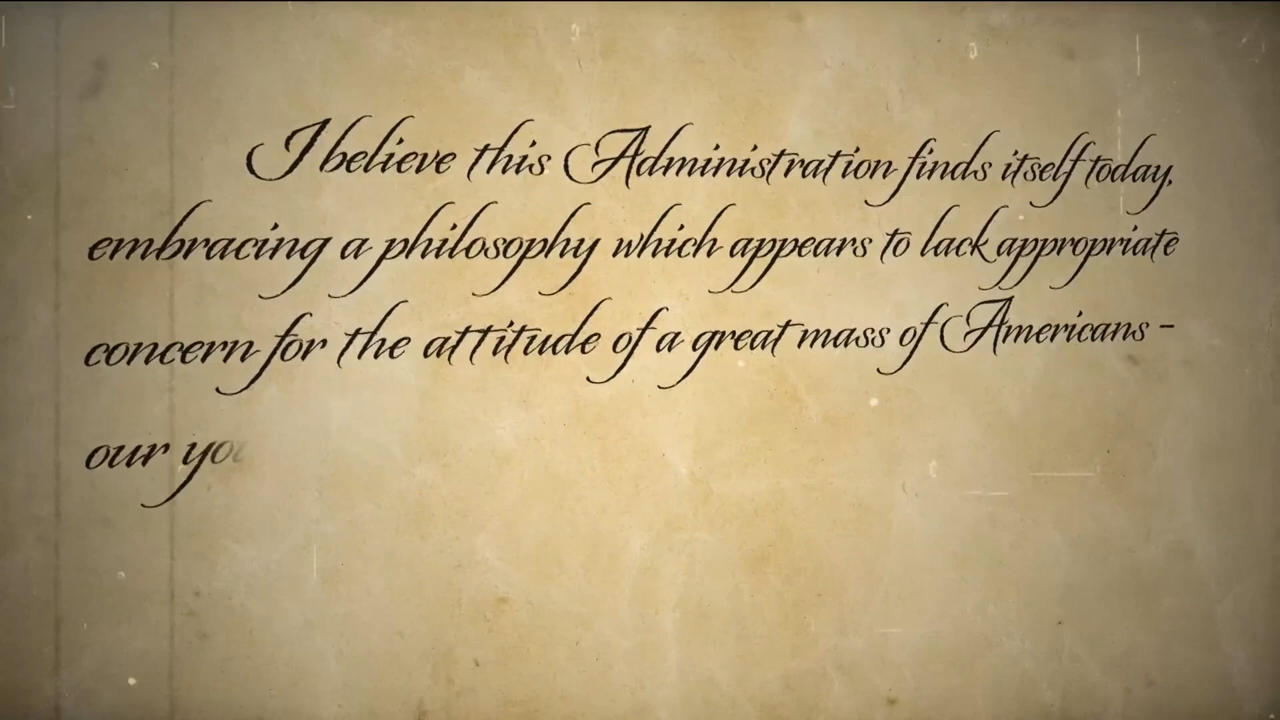 I believe this Administration finds itself today,
embracing a philosophy which appears to lack appropriate
concern for the attitude of a great mass of Americans -
our